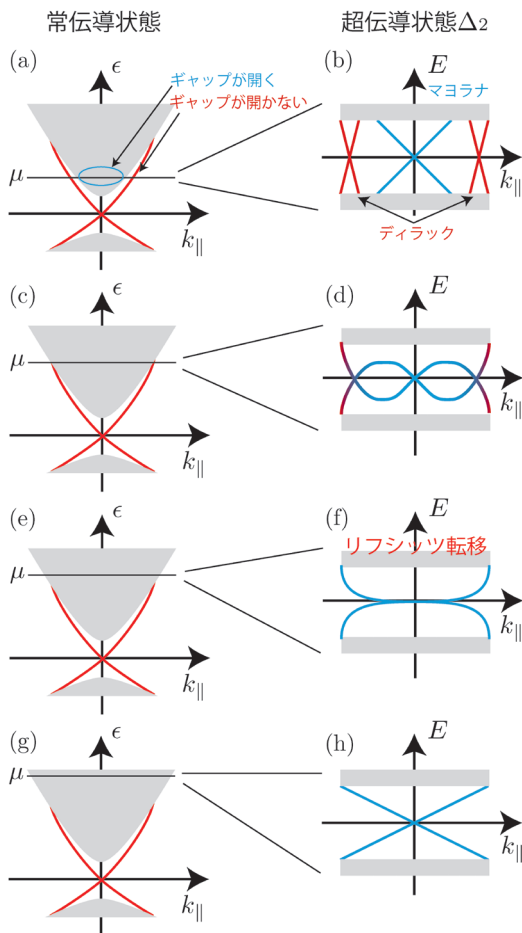 常伝導状態
超伝導状態Δ₂
(a)
ϵ
ギャップが開く
ギャップが開かない
μ
k∥
(b)
E
マヨラナ
k∥
ディラック
(c)
ϵ
μ
k∥
(d)
E
k∥
(e)
ϵ
μ
k∥
(f)
E
リフシッツ転移
k∥
(g)
ϵ
μ
k∥
(h)
E
k∥